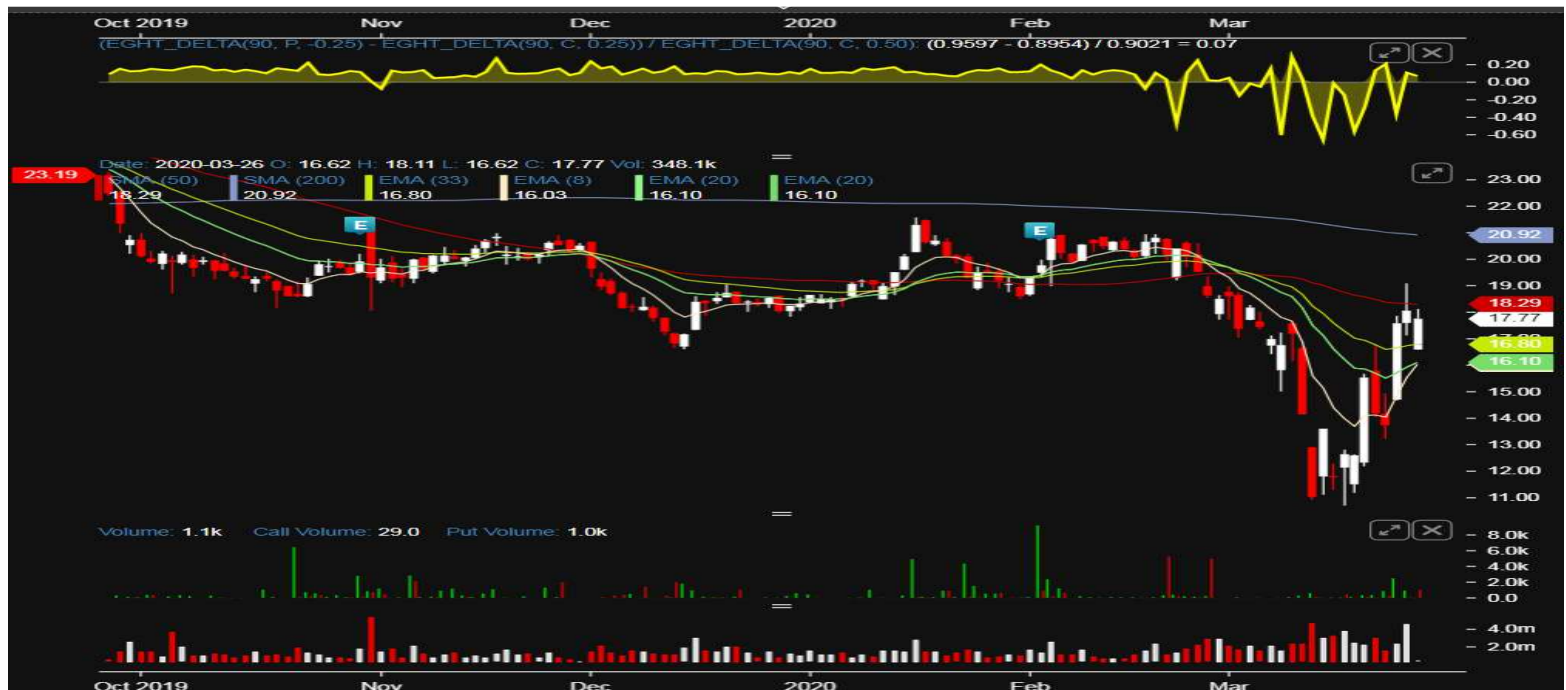 Oct 2019 Nov Dec 2020 Feb Mar
(EGHT_DELTA(90, P, -0.25) - EGHT_DELTA(90, C, 0.25)) / EGHT_DELTA(90, C, 0.50): (0.9597 - 0.8954) / 0.9021 = 0.07
0.20
0.00
-0.20
-0.40
-0.60
Date: 2020-03-26 O: 16.62 H: 18.11 L: 16.62 C: 17.77 Vol: 348.1k
SMA (50) SMA (200) EMA (33) EMA (8) EMA (20) EMA (20)
18.29 20.92 16.80 16.03 16.10 16.10
23.19
E
E
23.00
22.00
20.92
20.00
19.00
18.29
17.77
16.80
16.10
15.00
14.00
13.00
12.00
11.00
Volume: 1.1k Call Volume: 29.0 Put Volume: 1.0k
8.0k
6.0k
4.0k
2.0k
0.0
4.0m
2.0m
Oct 2019 Nov Dec 2020 Feb Mar